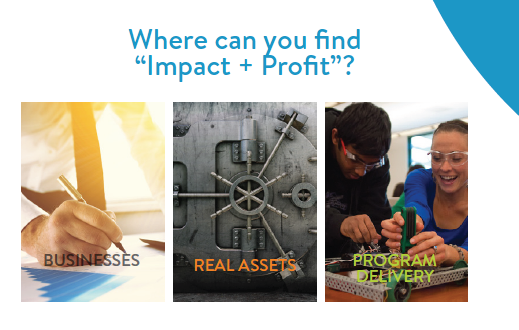 Where can you find
“Impact + Profit”?
BUSINESSES
REAL ASSETS
PROGRAM
DELIVERY